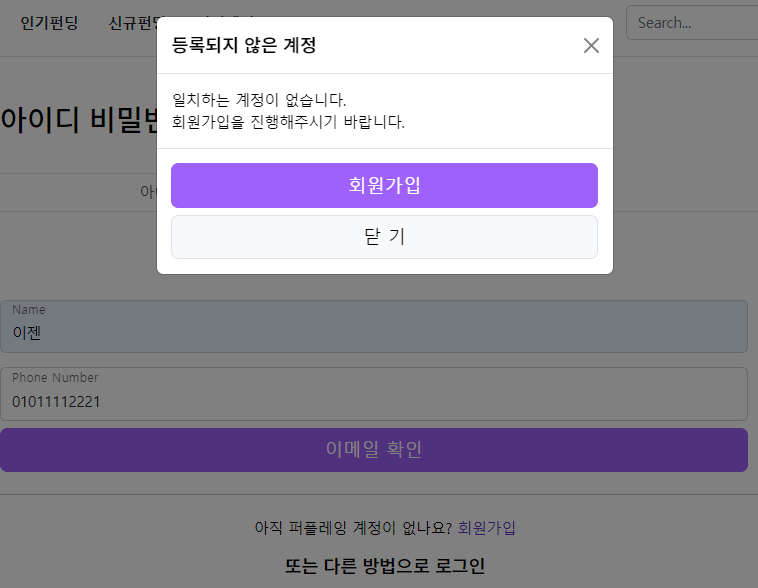 인기펀딩 신규펀딩
Search...
등록되지 않은 계정
일치하는 계정이 없습니다.
회원가입을 진행해주시기 바랍니다.
회원가입
닫 기
아이디 비밀번
아
Name
이젠
Phone Number
01011112221
이메일 확인
아직 퍼플레잉 계정이 없나요? 회원가입
또는 다른 방법으로 로그인